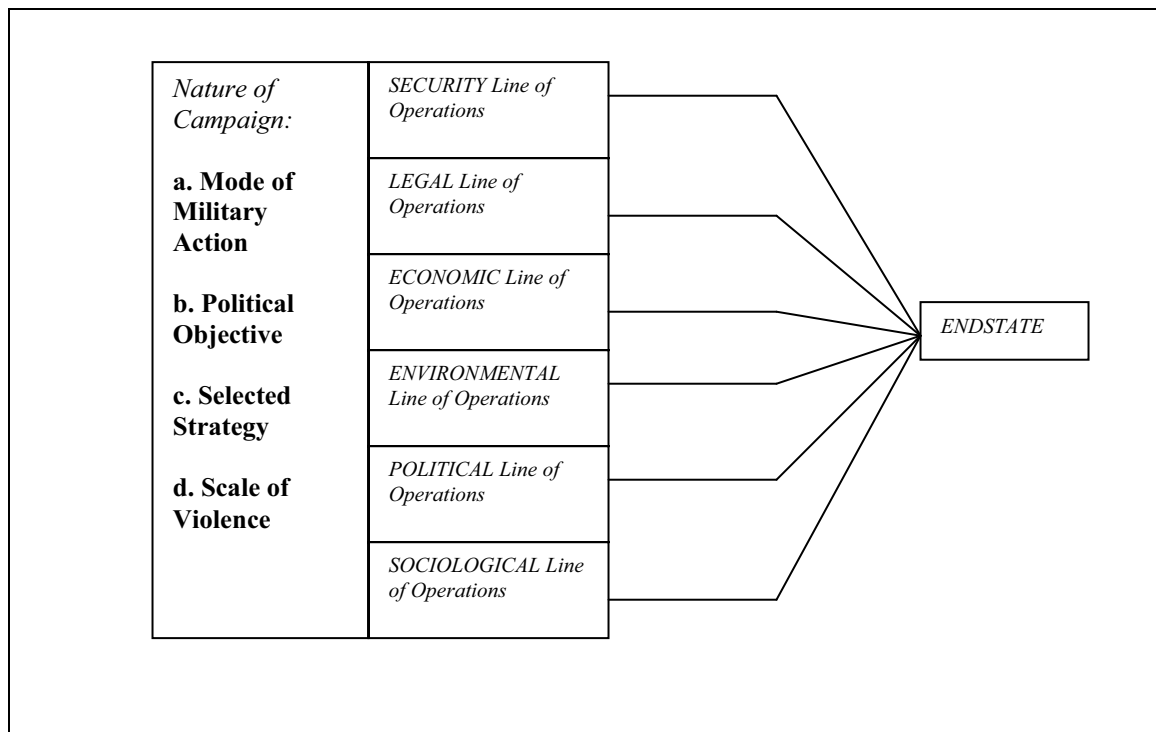 Nature of
Campaign:
a. Mode of
Military
Action
b. Political
Objective
c. Selected
Strategy
d. Scale of
Violence
SECURITY Line of
Operations
LEGAL Line of
Operations
ECONOMIC Line of
Operations
ENVIRONMENTAL
Line of Operations
POLITICAL Line of
Operations
SOCIOLOGICAL Line
of Operations
ENDSTATE